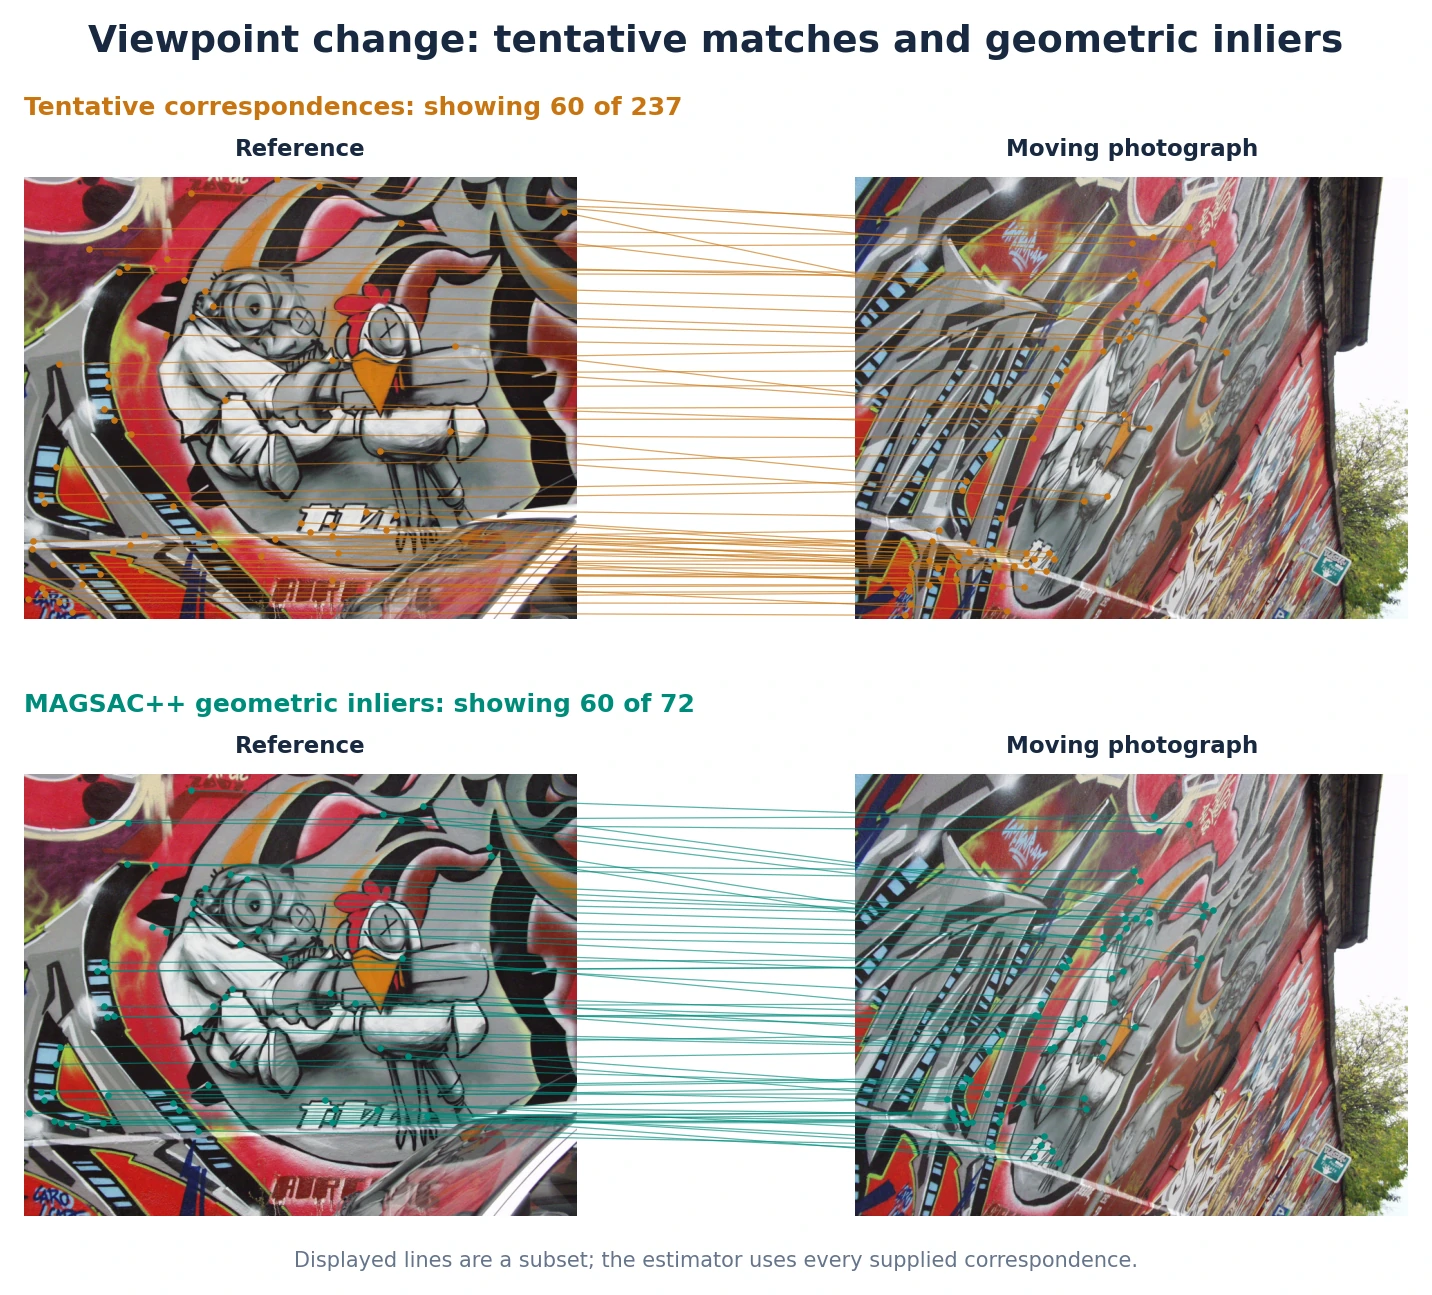 Viewpoint change: tentative matches and geometric inliers
Tentative correspondences: showing 60 of 237
Reference
Moving photograph
MAGSAC++ geometric inliers: showing 60 of 72
Reference
Moving photograph
Displayed lines are a subset; the estimator uses every supplied correspondence.